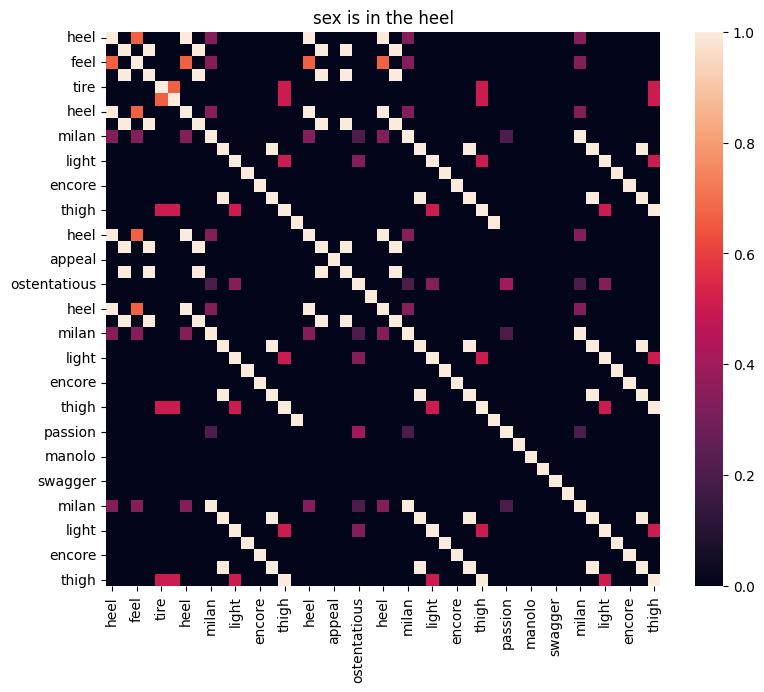 sex is in the heel
heel
feel
tire
heel
milan
light
encore
thigh
heel
appeal
ostentatious
heel
milan
light
encore
thigh
passion
manolo
swagger
milan
light
encore
thigh
heel feel tire heel milan light encore thigh heel appeal ostentatious heel milan light encore thigh passion manolo swagger milan light encore thigh
1.0
0.8
0.6
0.4
0.2
0.0